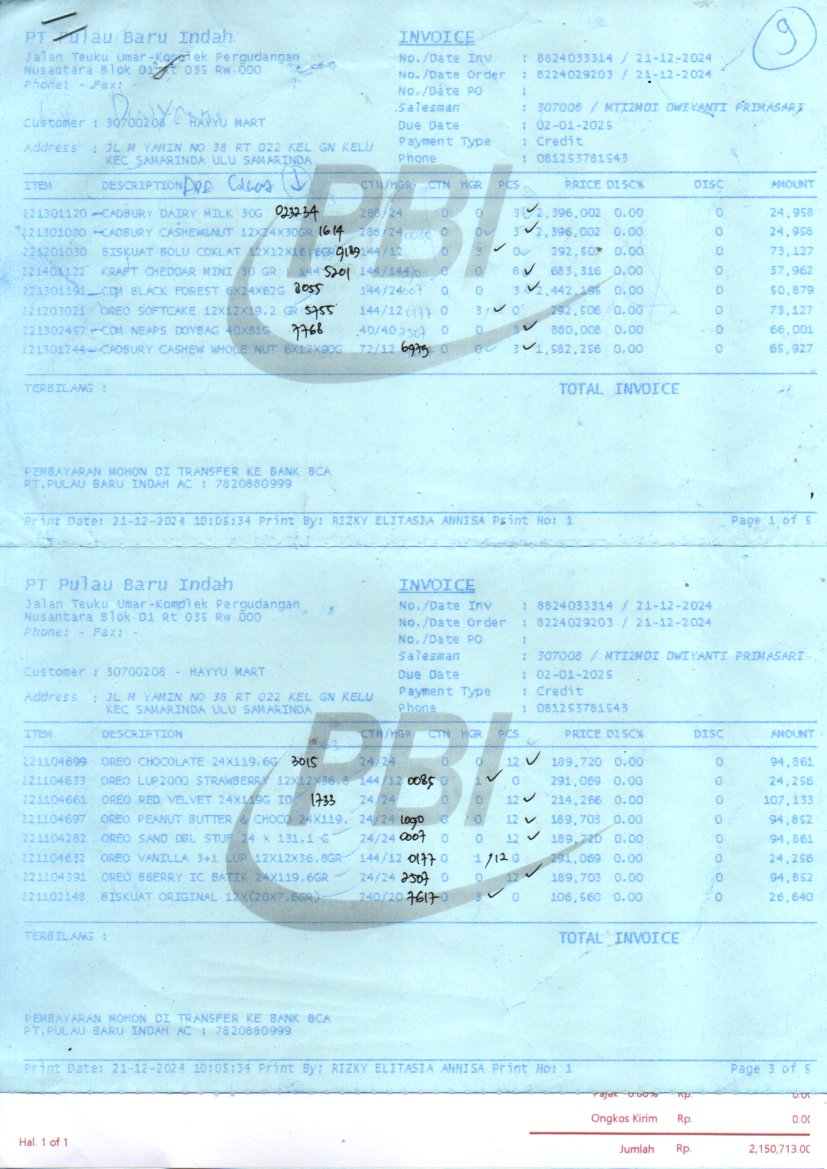 PT Pulau Baru Indah
INVOICE
9
Jalan Teuku Umar-Komplek Pergudangan
Nusantara Blok D1 Rt 035 Rw 000
Phone: - Fax: -
No./Date Inv : 8824033314 / 21-12-2024
No./Date Order : 8224029203 / 21-12-2024
No./Date PO :
Salesman : 307008 / MTIZMDI DWIYANTI PRIMASARI
Customer : 30700208 - HAYYU MART
Due Date : 02-01-2025
Address : JL M YAMIN NO 38 RT 022 KEL GN KELU
KEC SAMARINDA ULU SAMARINDA
Payment Type : Credit
Phone : 081253781543
ITEM DESCRIPTION CTN/HGR CTN HGR PCS PRICE DISC% DISC AMOUNT
221301120 CADBURY DAIRY MILK 30G 023234 288/24 0 0 3 2,396,002 0.00 0 24,958
221301080 CADBURY CASHEW&NUT 12X24X30GR 1614 288/24 0 0 3 2,396,002 0.00 0 24,958
221201030 BISKUAT BOLU COKLAT 12X12X16,8GR 9189 144/12 0 3 0 292,507 0.00 0 73,127
221401122 KRAFT CHEDDAR MINI 30 GR 144 5201 144/144 0 0 8 683,316 0.00 0 37,962
221301191 CDM BLACK FOREST 6X24X62G 8055 144/24 0 0 3 2,442,195 0.00 0 50,879
221203021 OREO SOFTCAKE 12X12X19.2 GR 5755 144/12 0177 3 0 292,506 0.00 0 73,127
221302457 CDM NEAPS DOYBAG 40X81G 7768 40/40 2507 0 0 3 880,008 0.00 0 66,001
221301244 CADBURY CASHEW WHOLE NUT 6X12X90G 72/12 6979 0 0 3 1,582,256 0.00 0 65,927
PBI
TERBILANG :
TOTAL INVOICE
PEMBAYARAN MOHON DI TRANSFER KE BANK BCA
PT.PULAU BARU INDAH AC : 7820880999
Print Date: 21-12-2024 10:05:34 Print By: RIZKY ELITASIA ANNISA Print No: 1
Page 1 of 5
PT Pulau Baru Indah
INVOICE
Jalan Teuku Umar-Komplek Pergudangan
Nusantara Blok D1 Rt 035 Rw 000
Phone: - Fax: -
No./Date Inv : 8824033314 / 21-12-2024
No./Date Order : 8224029203 / 21-12-2024
No./Date PO :
Salesman : 307008 / MTIZMDI DWIYANTI PRIMASARI
Customer : 30700208 - HAYYU MART
Due Date : 02-01-2025
Address : JL M YAMIN NO 38 RT 022 KEL GN KELU
KEC SAMARINDA ULU SAMARINDA
Payment Type : Credit
Phone : 081253781543
ITEM DESCRIPTION CTN/HGR CTN HGR PCS PRICE DISC% DISC AMOUNT
221104699 OREO CHOCOLATE 24X119.6G 3015 24/24 0 0 12 189,720 0.00 0 94,861
221104633 OREO LUP2000 STRAWBERRY 12X12X36.8 144/12 0085 1 0 291,069 0.00 0 24,256
221104661 OREO RED VELVET 24X119G ID 1733 24/24 0 0 12 214,266 0.00 0 107,133
221104697 OREO PEANUT BUTTER & CHOCO 24X119. 24/24 1090 0 12 189,703 0.00 0 94,852
221104282 OREO SAND DBL STUF 24 X 131.1 G 24/24 0007 0 12 189,720 0.00 0 94,861
221104632 OREO VANILLA 3+1 LUP 12X12X36.8GR 144/12 0177 1 /12 0 291,069 0.00 0 24,256
221104391 OREO BBERRY IC BATIK 24X119.6GR 24/24 2507 0 0 12 189,703 0.00 0 94,852
221102148 BISKUAT ORIGINAL 12X(20X7.6GR) 240/20 7617 0 0 106,560 0.00 0 26,640
PBI
TERBILANG :
TOTAL INVOICE
PEMBAYARAN MOHON DI TRANSFER KE BANK BCA
PT.PULAU BARU INDAH AC : 7820880999
Print Date: 21-12-2024 10:05:34 Print By: RIZKY ELITASIA ANNISA Print No: 1
Page 3 of 5
Pajak 0.00% Rp. 0.00
Ongkos Kirim Rp. 0.00
Hal. 1 of 1
Jumlah Rp. 2,150,713.00